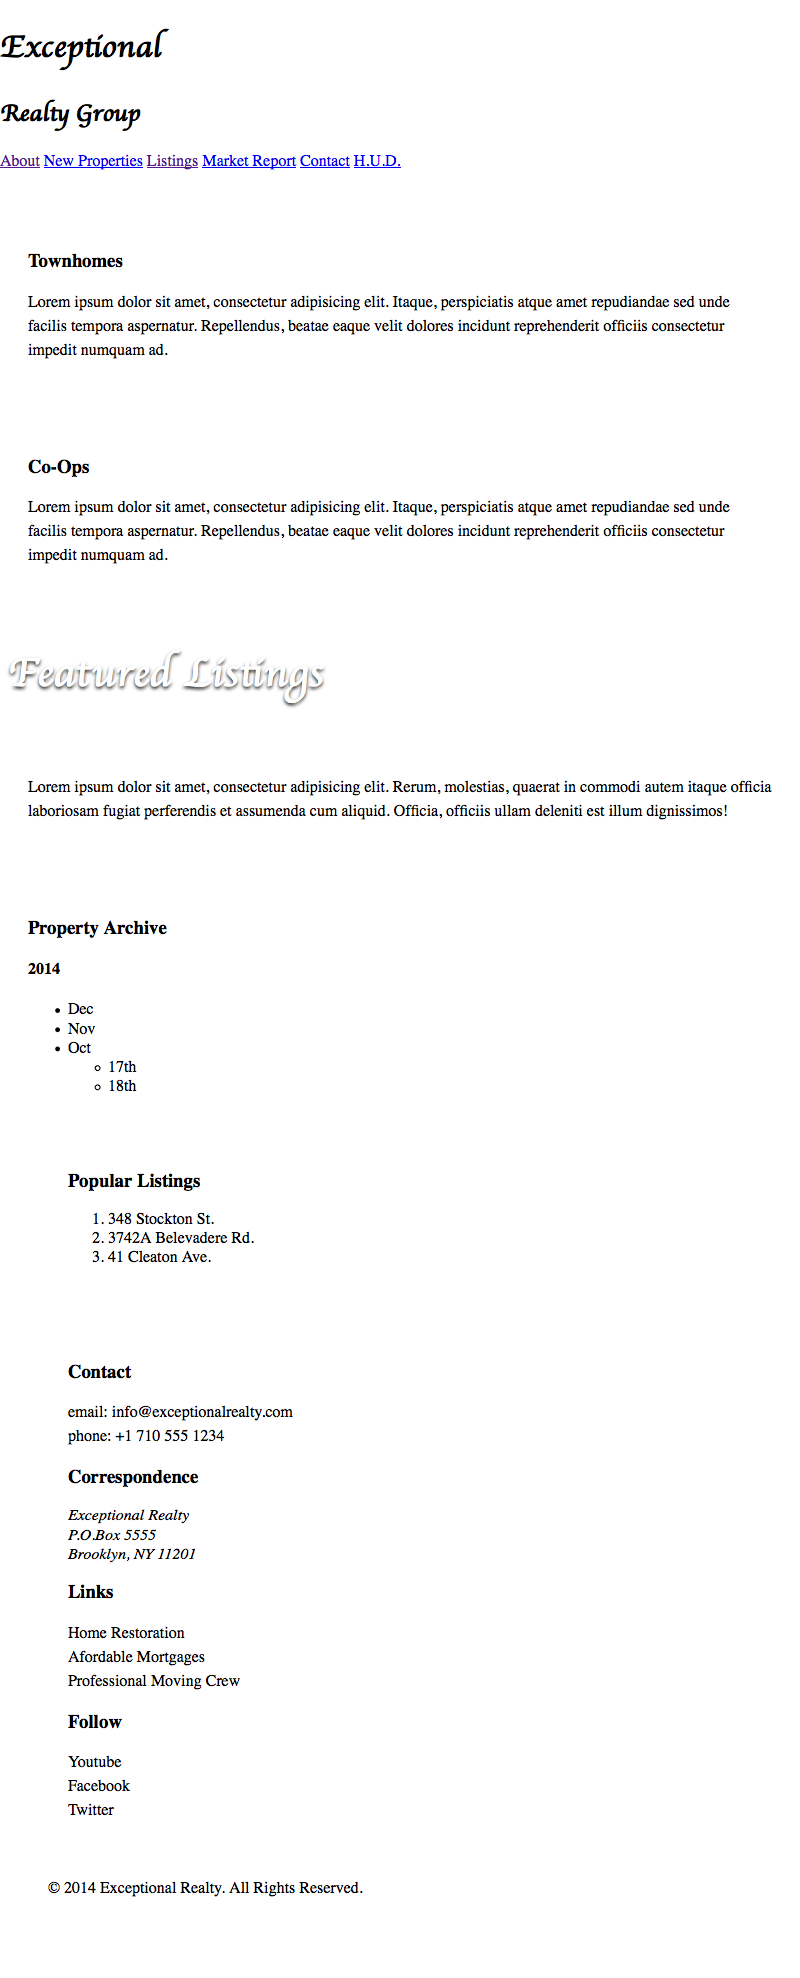 Exceptional
Realty Group
About New Properties Listings Market Report Contact H.U.D.
Townhomes
Lorem ipsum dolor sit amet, consectetur adipisicing elit. Itaque, perspiciatis atque amet repudiandae sed unde
facilis tempora aspernatur. Repellendus, beatae eaque velit dolores incidunt reprehenderit officiis consectetur
impedit numquam ad.
Co-Ops
Lorem ipsum dolor sit amet, consectetur adipisicing elit. Itaque, perspiciatis atque amet repudiandae sed unde
facilis tempora aspernatur. Repellendus, beatae eaque velit dolores incidunt reprehenderit officiis consectetur
impedit numquam ad.
Featured Listings
Lorem ipsum dolor sit amet, consectetur adipisicing elit. Rerum, molestias, quaerat in commodi autem itaque officia
laboriosam fugiat perferendis et assumenda cum aliquid. Officia, officiis ullam deleniti est illum dignissimos!
Property Archive
2014
• Dec
• Nov
• Oct
◦ 17th
◦ 18th
Popular Listings
1. 348 Stockton St.
2. 3742A Belevadere Rd.
3. 41 Cleaton Ave.
Contact
email: info@exceptionalrealty.com
phone: +1 710 555 1234
Correspondence
Exceptional Realty
P.O.Box 5555
Brooklyn, NY 11201
Links
Home Restoration
Afordable Mortgages
Professional Moving Crew
Follow
Youtube
Facebook
Twitter
© 2014 Exceptional Realty. All Rights Reserved.